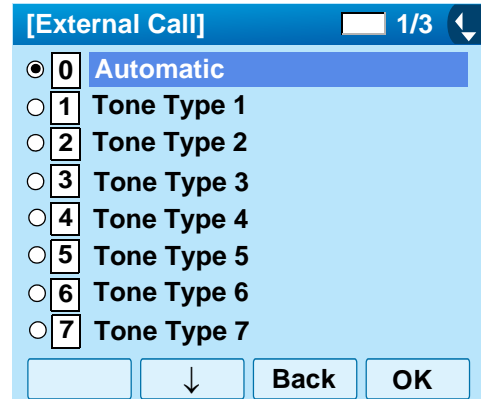 [External Call] 1/3
0 Automatic
1 Tone Type 1
2 Tone Type 2
3 Tone Type 3
4 Tone Type 4
5 Tone Type 5
6 Tone Type 6
7 Tone Type 7
↓ Back OK